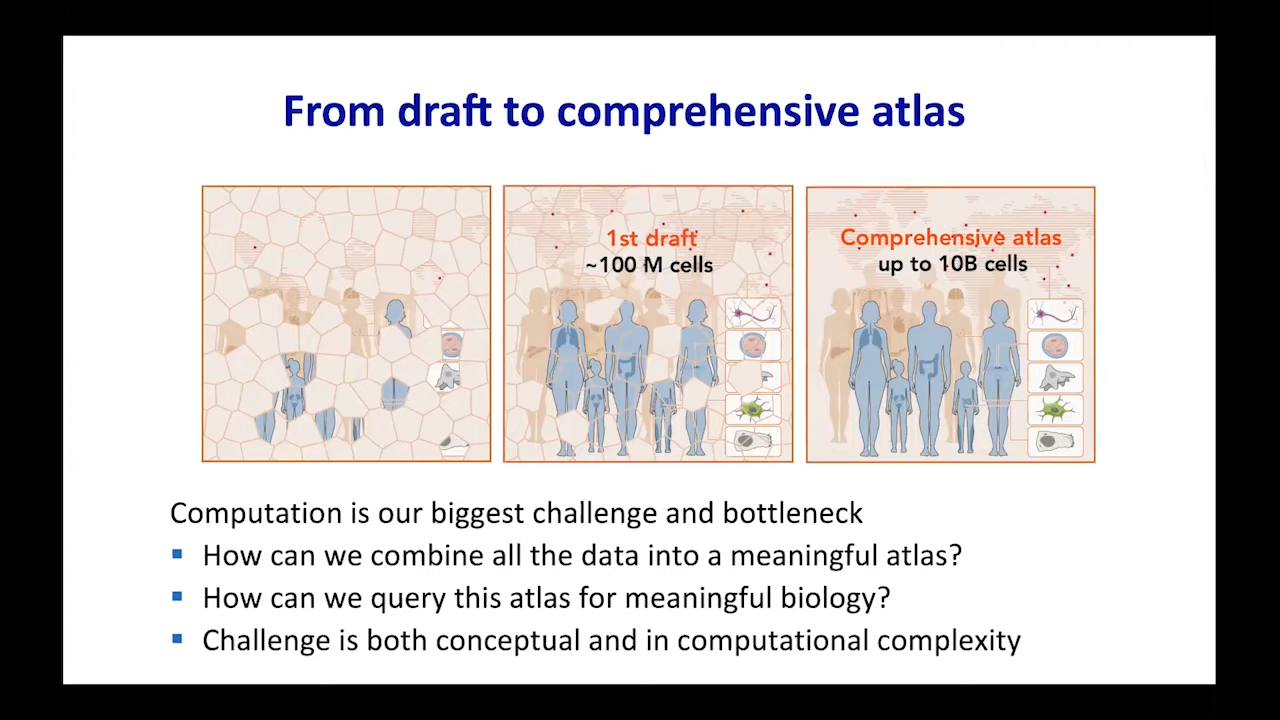 From draft to comprehensive atlas
1st draft
~100 M cells
Comprehensive atlas
up to 10B cells
Computation is our biggest challenge and bottleneck
▪ How can we combine all the data into a meaningful atlas?
▪ How can we query this atlas for meaningful biology?
▪ Challenge is both conceptual and in computational complexity